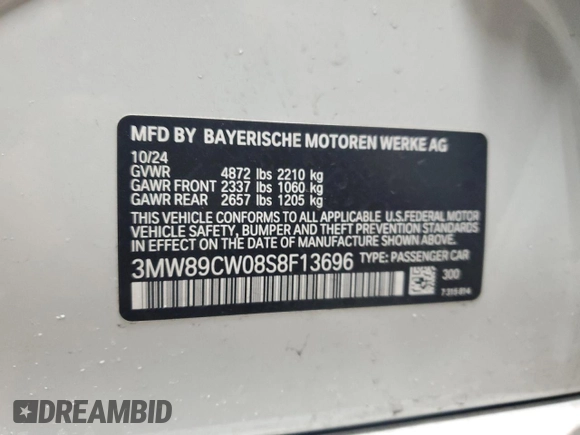 MFD BY BAYERISCHE MOTOREN WERKE AG
10/24
GVWR 4872 lbs 2210 kg
GAWR FRONT 2337 lbs 1060 kg
GAWR REAR 2657 lbs 1205 kg
THIS VEHICLE CONFORMS TO ALL APPLICABLE U.S.FEDERAL MOTOR
VEHICLE SAFETY, BUMPER, AND THEFT PREVENTION STANDARDS
IN EFFECT ON THE DATE OF MANUFACTURE SHOWN ABOVE.
3MW89CW08S8F13696 TYPE: PASSENGER CAR
300
DREAMBID